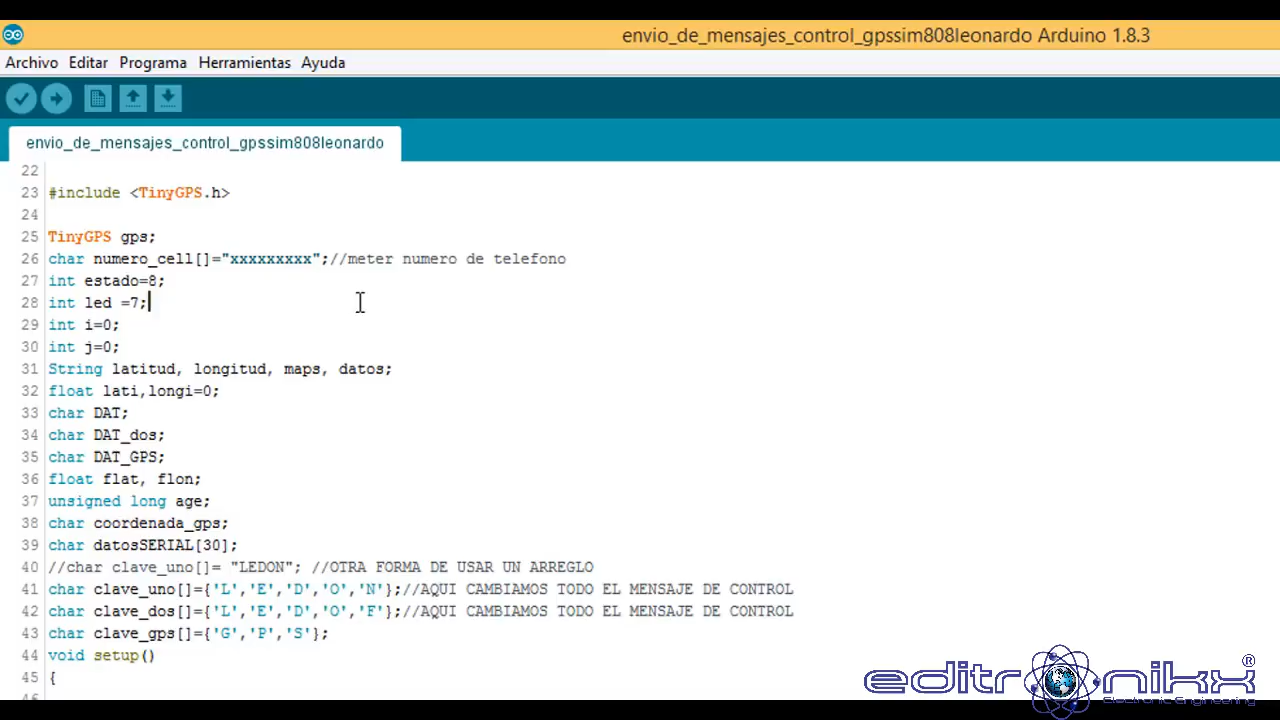 envio_de_mensajes_control_gpssim808leonardo Arduino 1.8.3
Archivo Editar Programa Herramientas Ayuda
envio_de_mensajes_control_gpssim808leonardo
22
23 #include <TinyGPS.h>
24
25 TinyGPS gps;
26 char numero_cell[]="xxxxxxxxx";//meter numero de telefono
27 int estado=8;
28 int led =7;
29 int i=0;
30 int j=0;
31 String latitud, longitud, maps, datos;
32 float lati,longi=0;
33 char DAT;
34 char DAT_dos;
35 char DAT_GPS;
36 float flat, flon;
37 unsigned long age;
38 char coordenada_gps;
39 char datosSERIAL[30];
40 //char clave_uno[]= "LEDON"; //OTRA FORMA DE USAR UN ARREGLO
41 char clave_uno[]={'L','E','D','O','N'};//AQUI CAMBIAMOS TODO EL MENSAJE DE CONTROL
42 char clave_dos[]={'L','E','D','O','F'};//AQUI CAMBIAMOS TODO EL MENSAJE DE CONTROL
43 char clave_gps[]={'G','P','S'};
44 void setup()
45 {
editronikx ®
Electronic Engineering